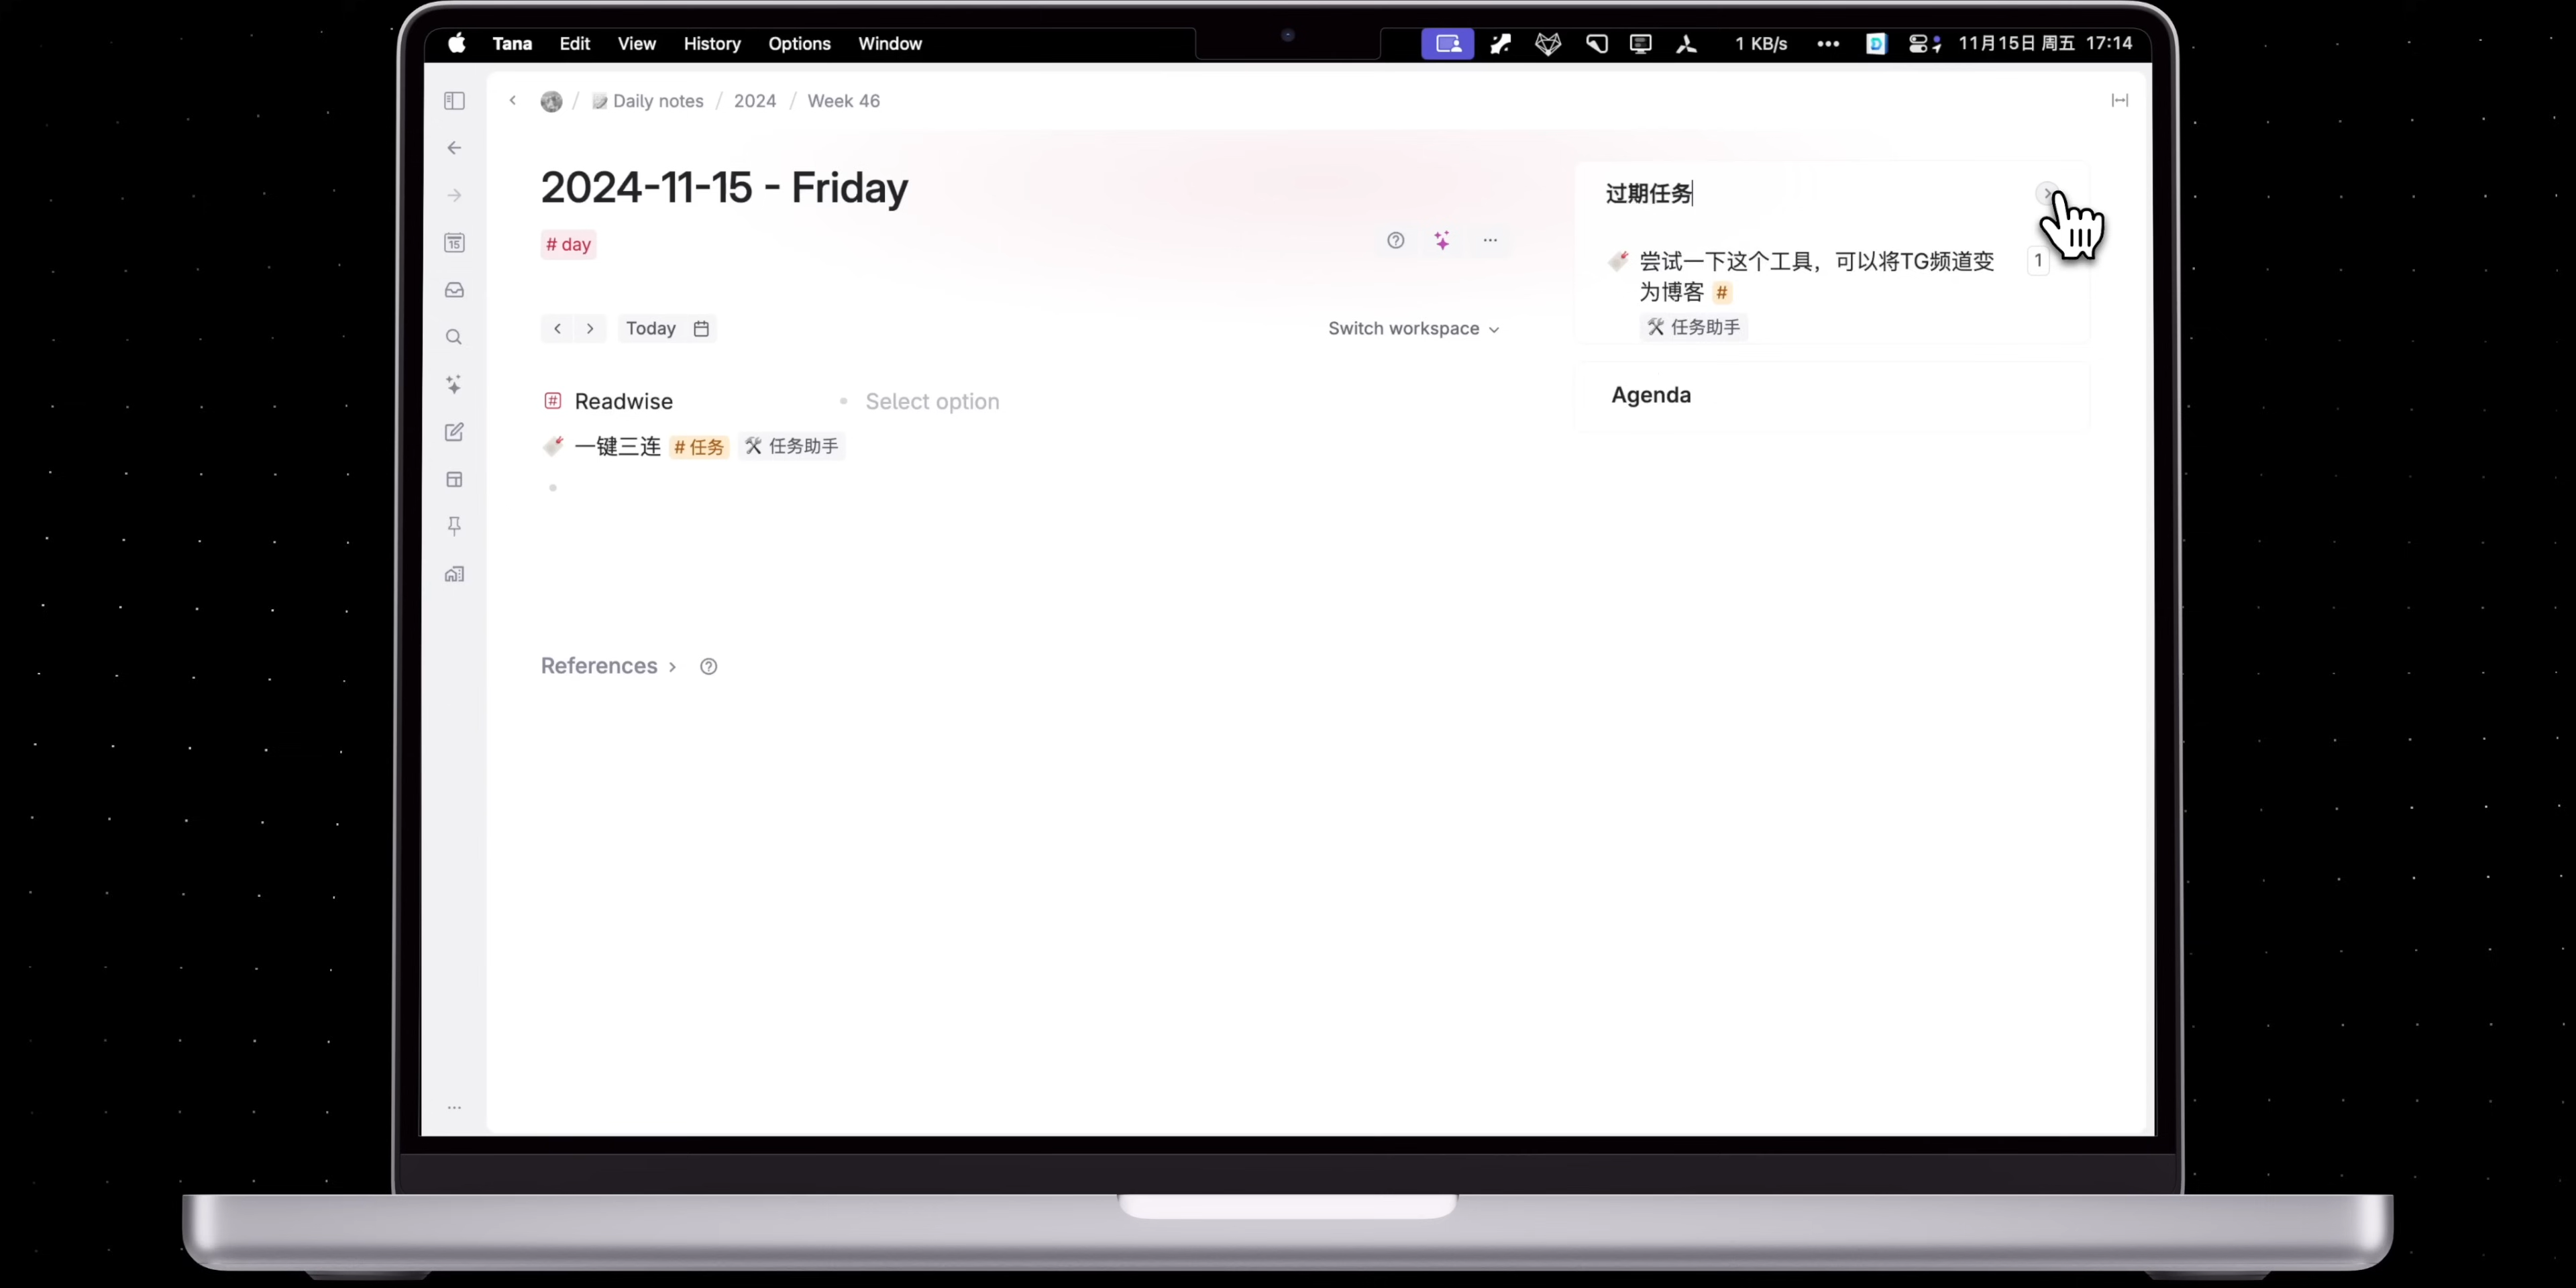 Tana Edit View History Options Window 1 KB/s 11月15日 周五 17:14
/ Daily notes / 2024 / Week 46
2024-11-15 - Friday
# day
Today
Switch workspace
15
Readwise Select option
一键三连 # 任务 任务助手
References
过期任务
尝试一下这个工具，可以将TG频道变 1
为博客 #
任务助手
Agenda